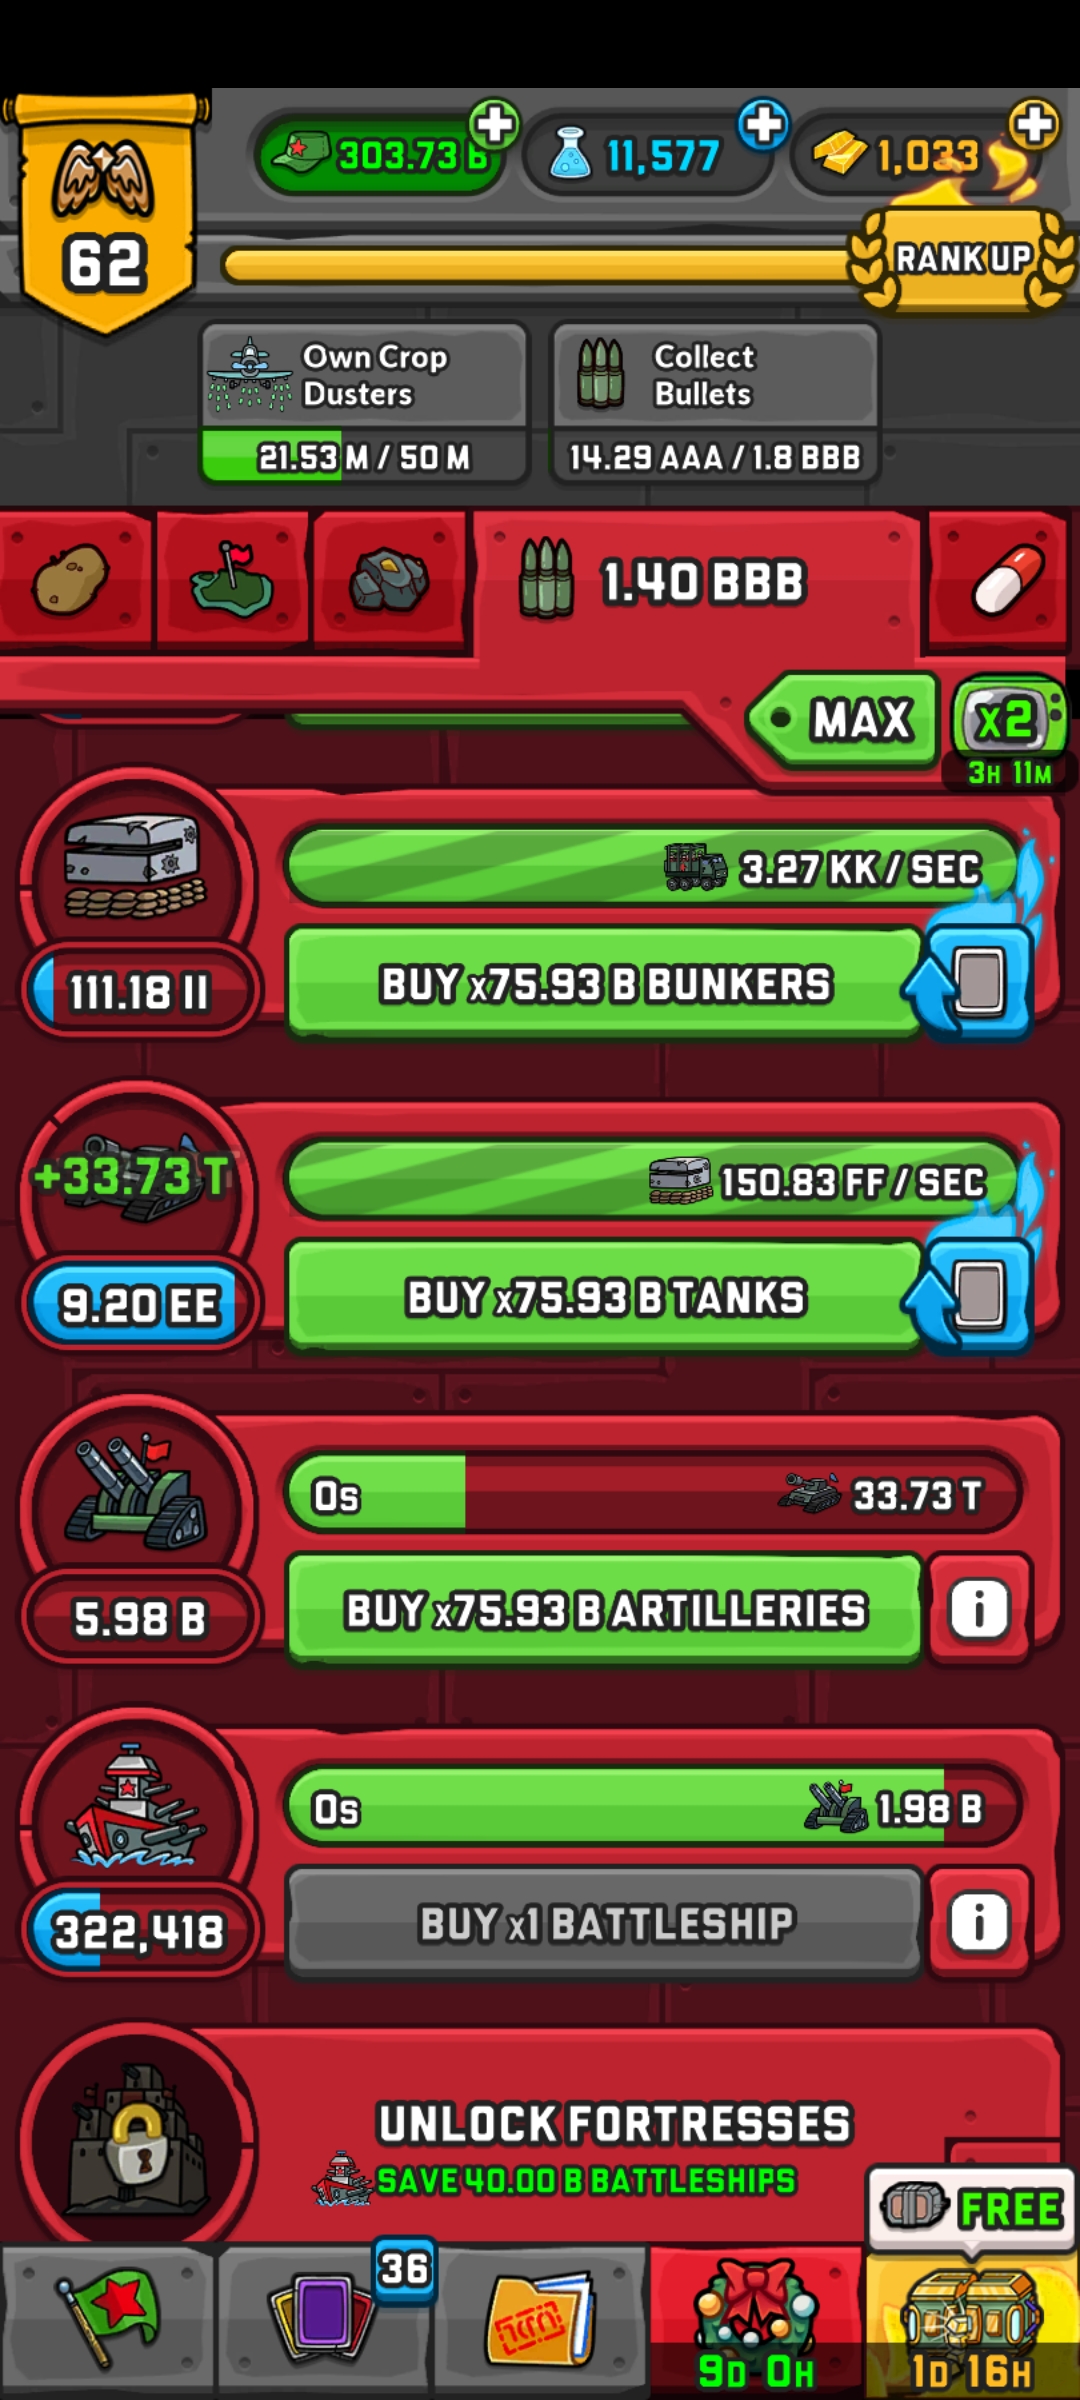 303.73 B
11,577
1,033
62
RANK UP
Own Crop
Dusters
21.53 M / 50 M
Collect
Bullets
14.29 AAA / 1.8 BBB
1.40 BBB
MAX
x2
3H 11M
3.27 KK / SEC
111.18 II
BUY x75.93 B BUNKERS
+33.73 T
150.83 FF / SEC
9.20 EE
BUY x75.93 B TANKS
0s
33.73 T
5.98 B
BUY x75.93 B ARTILLERIES
i
0s
1.98 B
322,418
BUY x1 BATTLESHIP
i
UNLOCK FORTRESSES
SAVE 40.00 B BATTLESHIPS
FREE
36
9D 0H
1D 16H